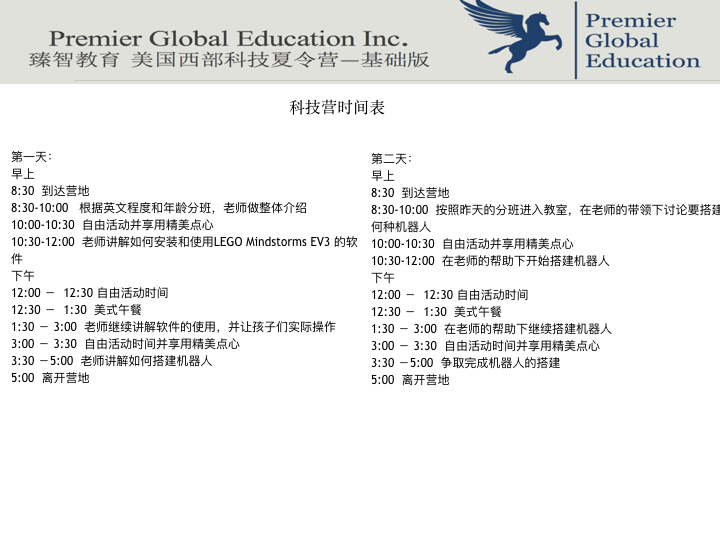 Premier Global Education Inc.
臻智教育 美国西部科技夏令营—基础版
Premier
Global
Education
科技营时间表
第一天：
早上
8:30 到达营地
8:30-10:00 根据英文程度和年龄分班，老师做整体介绍
10:00-10:30 自由活动并享用精美点心
10:30-12:00 老师讲解如何安装和使用LEGO Mindstorms EV3 的软
件
下午
12:00 － 12:30 自由活动时间
12:30 － 1:30 美式午餐
1:30 － 3:00 老师继续讲解软件的使用，并让孩子们实际操作
3:00 － 3:30 自由活动时间并享用精美点心
3:30 －5:00 老师讲解如何搭建机器人
5:00 离开营地
第二天：
早上
8:30 到达营地
8:30-10:00 按照昨天的分班进入教室，在老师的带领下讨论要搭建
何种机器人
10:00-10:30 自由活动并享用精美点心
10:30-12:00 在老师的帮助下开始搭建机器人
下午
12:00 － 12:30 自由活动时间
12:30 － 1:30 美式午餐
1:30 － 3:00 在老师的帮助下继续搭建机器人
3:00 － 3:30 自由活动时间并享用精美点心
3:30 －5:00 争取完成机器人的搭建
5:00 离开营地